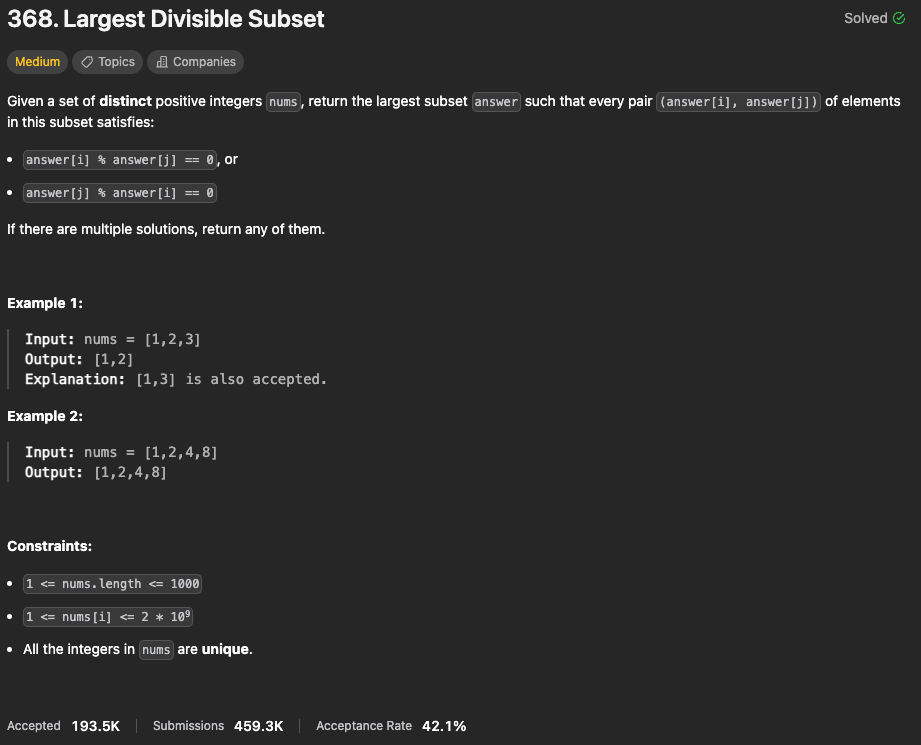 368. Largest Divisible Subset
Solved
Medium Topics Companies
Given a set of distinct positive integers nums, return the largest subset answer such that every pair (answer[i], answer[j]) of elements
in this subset satisfies:
• answer[i] % answer[j] == 0, or
• answer[j] % answer[i] == 0
If there are multiple solutions, return any of them.
Example 1:
Input: nums = [1,2,3]
Output: [1,2]
Explanation: [1,3] is also accepted.
Example 2:
Input: nums = [1,2,4,8]
Output: [1,2,4,8]
Constraints:
• 1 <= nums.length <= 1000
• 1 <= nums[i] <= 2 * 10⁹
• All the integers in nums are unique.
Accepted 193.5K Submissions 459.3K Acceptance Rate 42.1%